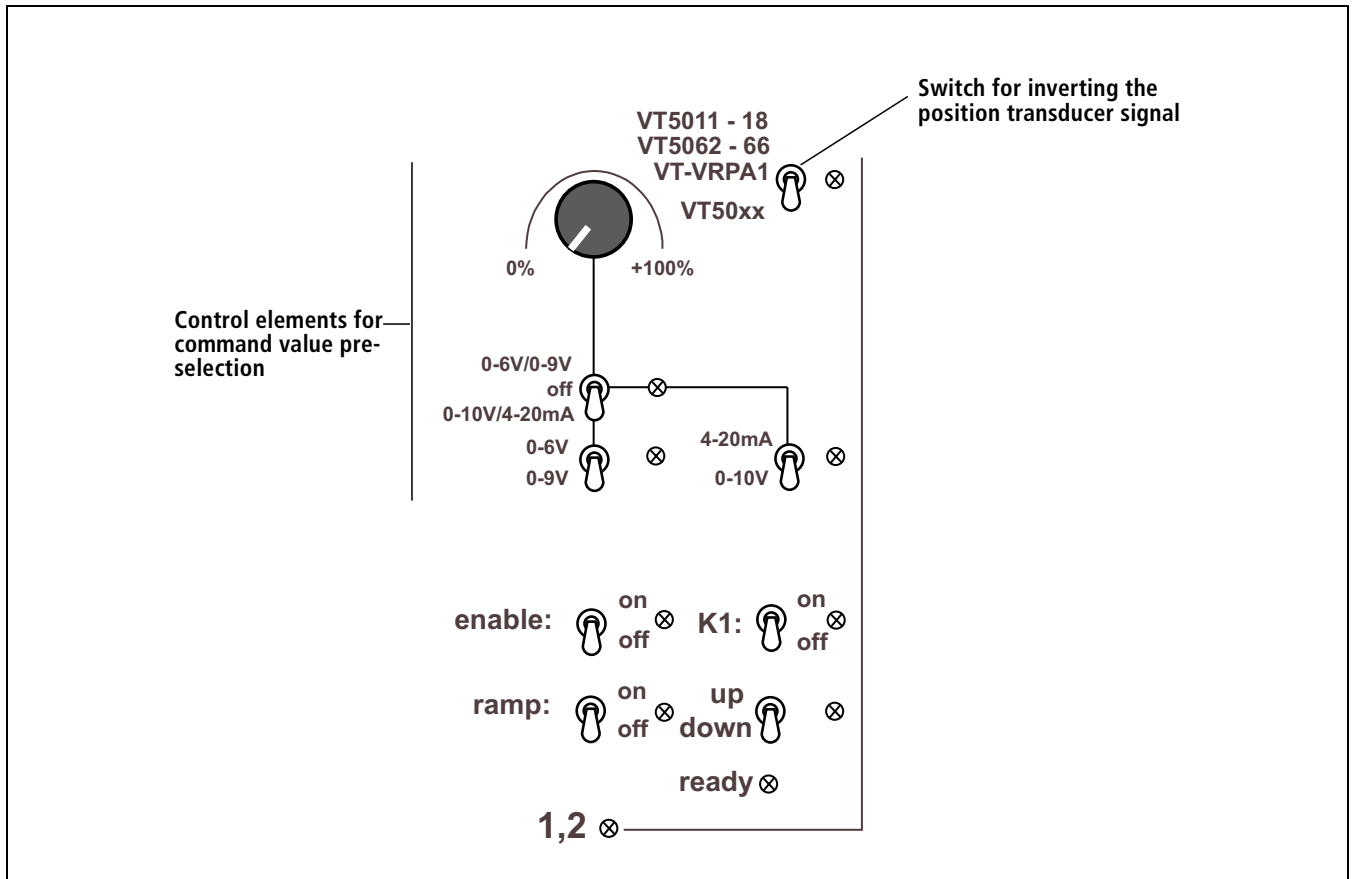 Switch for inverting the
position transducer signal
VT5011 - 18
VT5062 - 66
VT-VRPA1
VT50xx
0%
+100%
Control elements for
command value pre-
selection
0-6V/0-9V
off
0-10V/4-20mA
0-6V
0-9V
4-20mA
0-10V
enable:
on
off
K1:
on
off
ramp:
on
off
up
down
ready
1,2